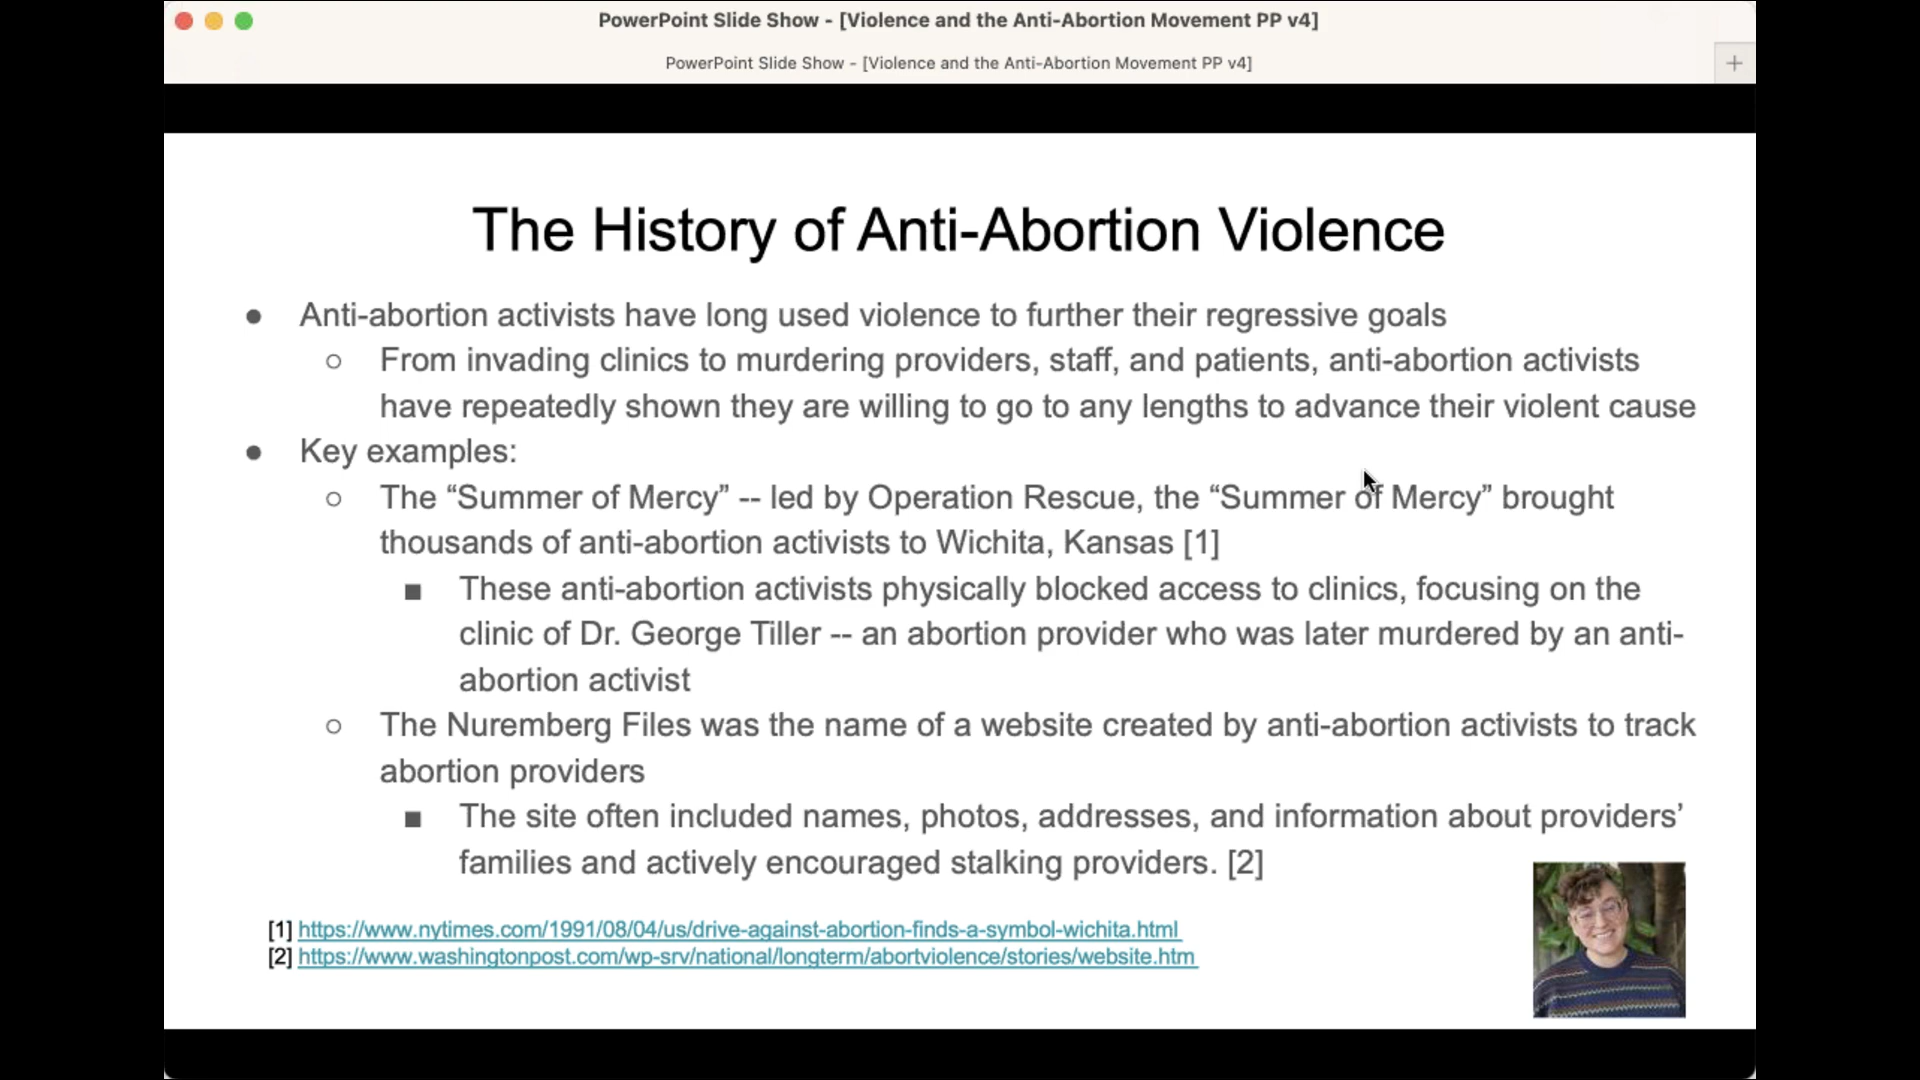 PowerPoint Slide Show - [Violence and the Anti-Abortion Movement PP v4]
PowerPoint Slide Show - [Violence and the Anti-Abortion Movement PP v4]
The History of Anti-Abortion Violence
● Anti-abortion activists have long used violence to further their regressive goals
○ From invading clinics to murdering providers, staff, and patients, anti-abortion activists
have repeatedly shown they are willing to go to any lengths to advance their violent cause
● Key examples:
○ The “Summer of Mercy” -- led by Operation Rescue, the “Summer of Mercy” brought
thousands of anti-abortion activists to Wichita, Kansas [1]
■ These anti-abortion activists physically blocked access to clinics, focusing on the
clinic of Dr. George Tiller -- an abortion provider who was later murdered by an anti-
abortion activist
○ The Nuremberg Files was the name of a website created by anti-abortion activists to track
abortion providers
■ The site often included names, photos, addresses, and information about providers’
families and actively encouraged stalking providers. [2]
[1] https://www.nytimes.com/1991/08/04/us/drive-against-abortion-finds-a-symbol-wichita.html
[2] https://www.washingtonpost.com/wp-srv/national/longterm/abortviolence/stories/website.htm